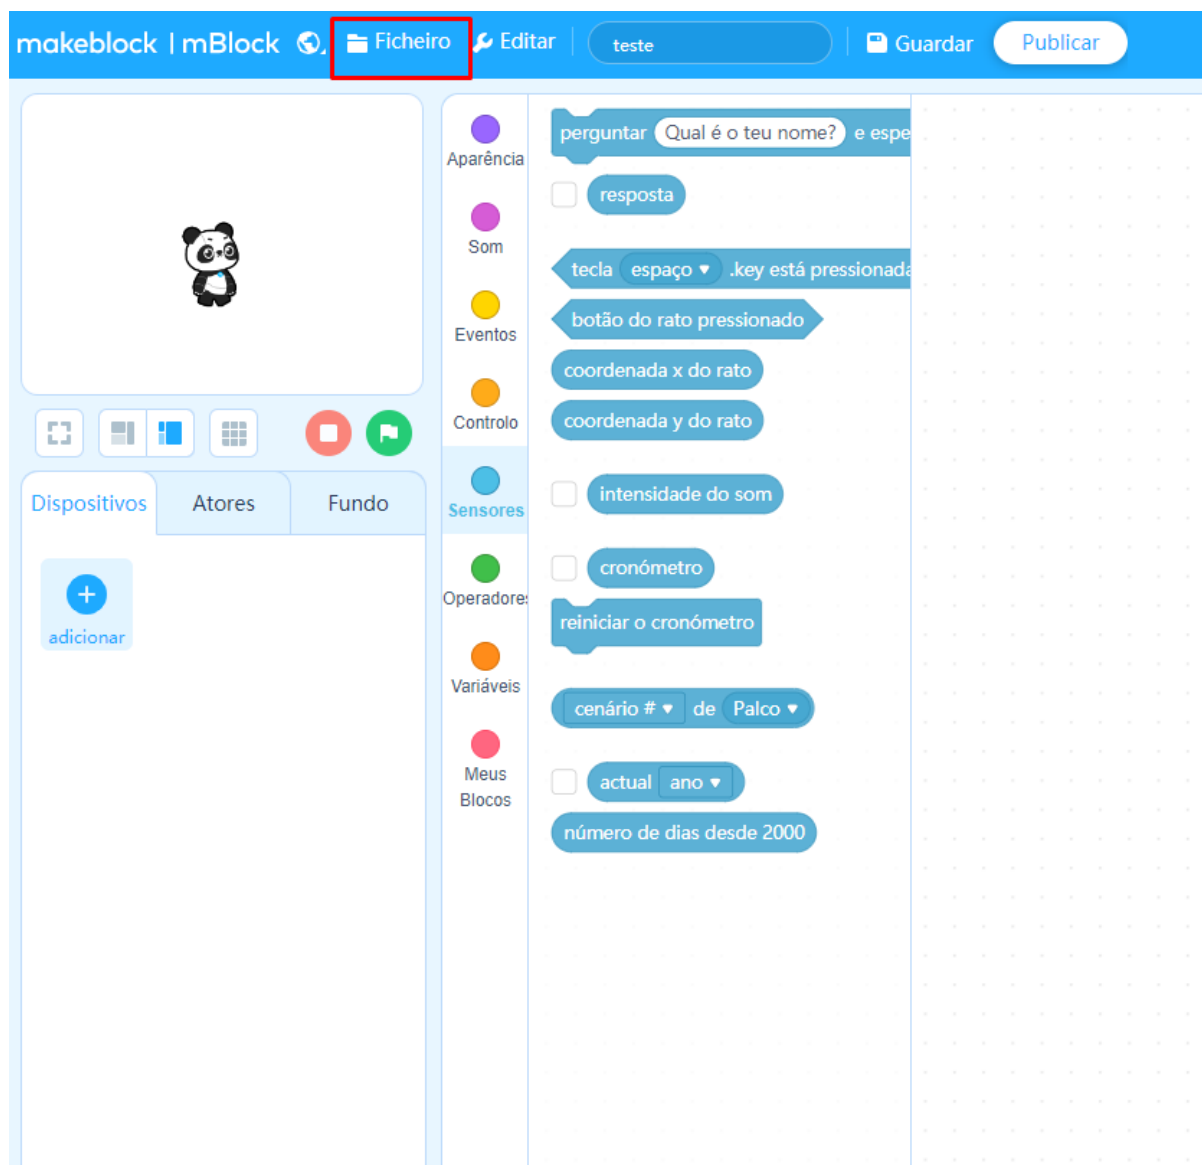 makeblock | mBlock Ficheiro Editar teste Guardar Publicar
Aparência
Som
Eventos
Controlo
Sensores
Operadores
Variáveis
Meus
Blocos
perguntar Qual é o teu nome? e espe
resposta
tecla espaço .key está pressionada
botão do rato pressionado
coordenada x do rato
coordenada y do rato
intensidade do som
cronómetro
reiniciar o cronómetro
cenário # de Palco
actual ano
número de dias desde 2000
Dispositivos Atores Fundo
adicionar